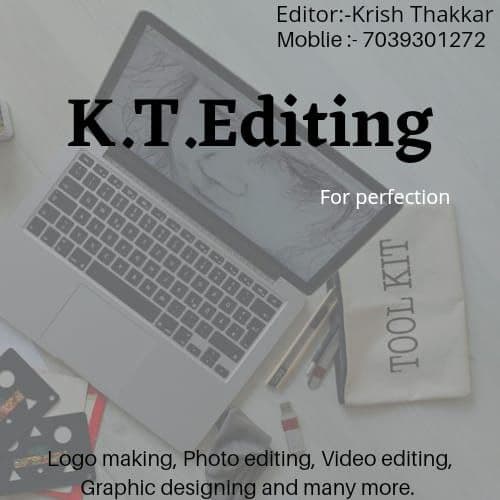 Editor:-Krish Thakkar
Moblie :- 7039301272
K.T.Editing
For perfection
TOOL KIT
Logo making, Photo editing, Video editing,
Graphic designing and many more.